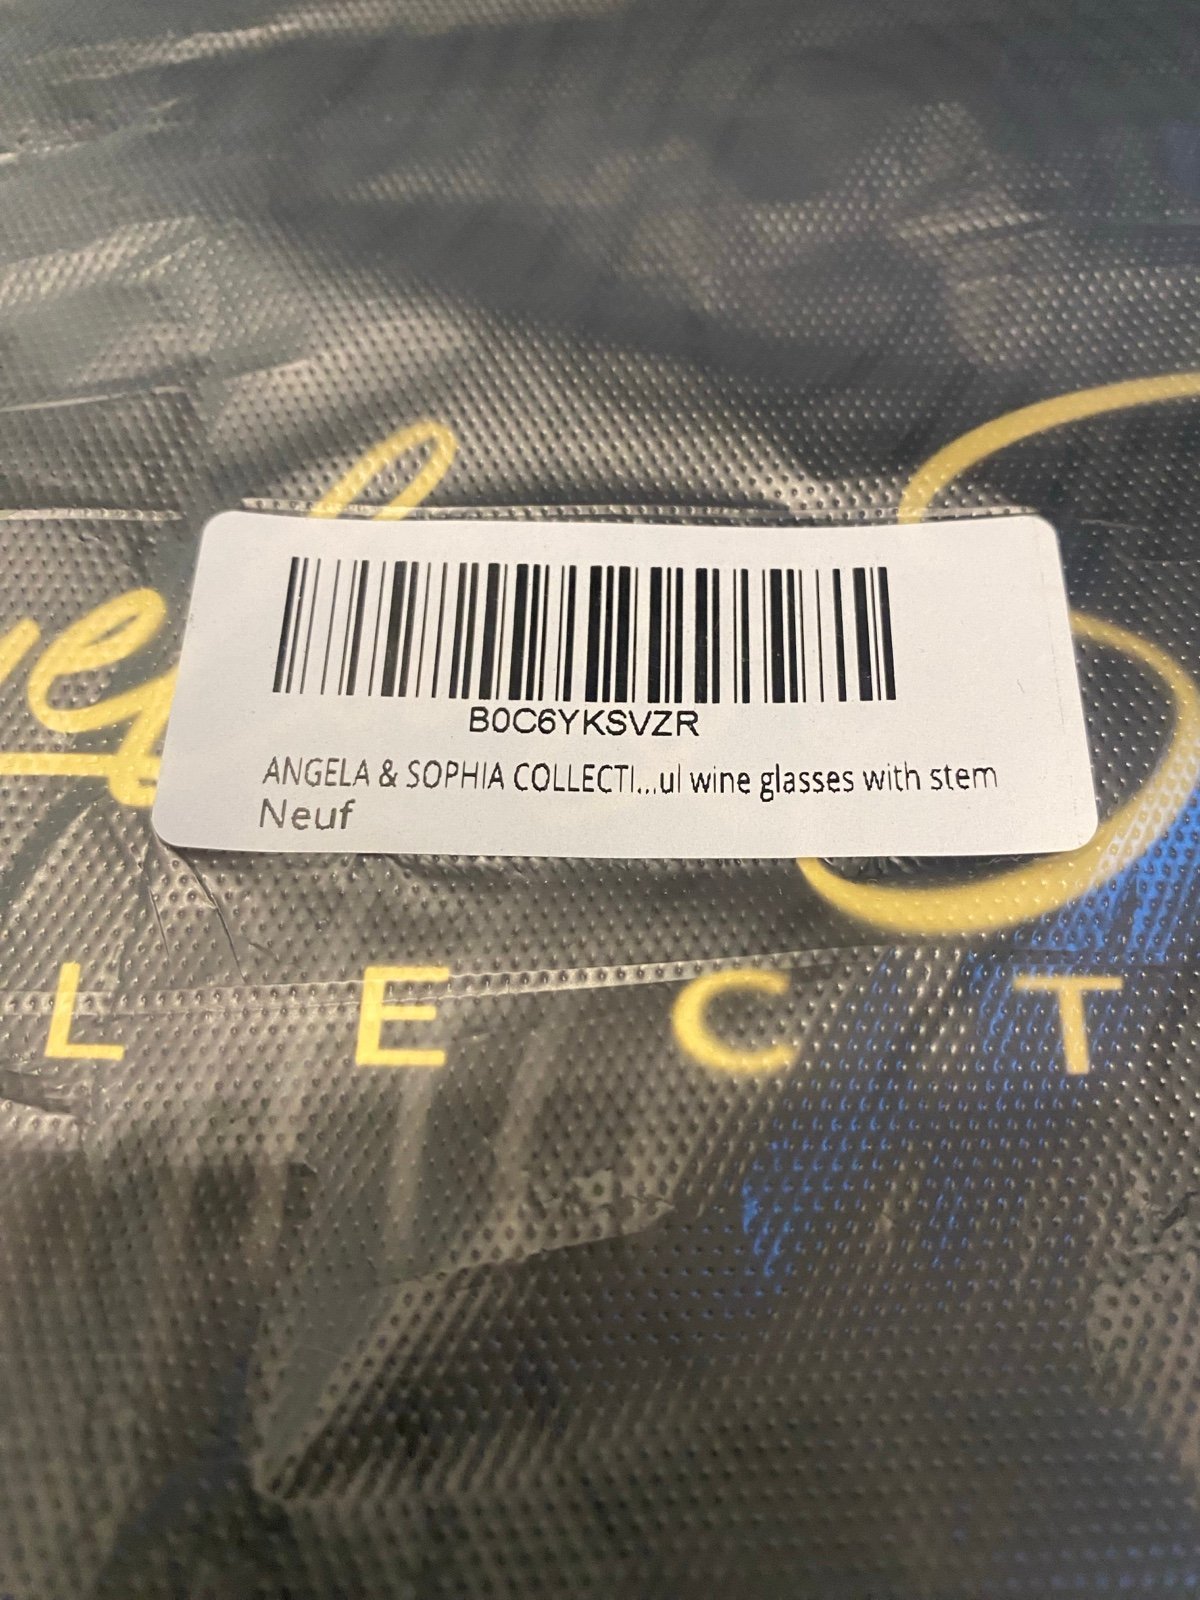 B0C6YKSVZR
ANGELA & SOPHIA COLLECTI...ul wine glasses with stem
Neuf
L E C T